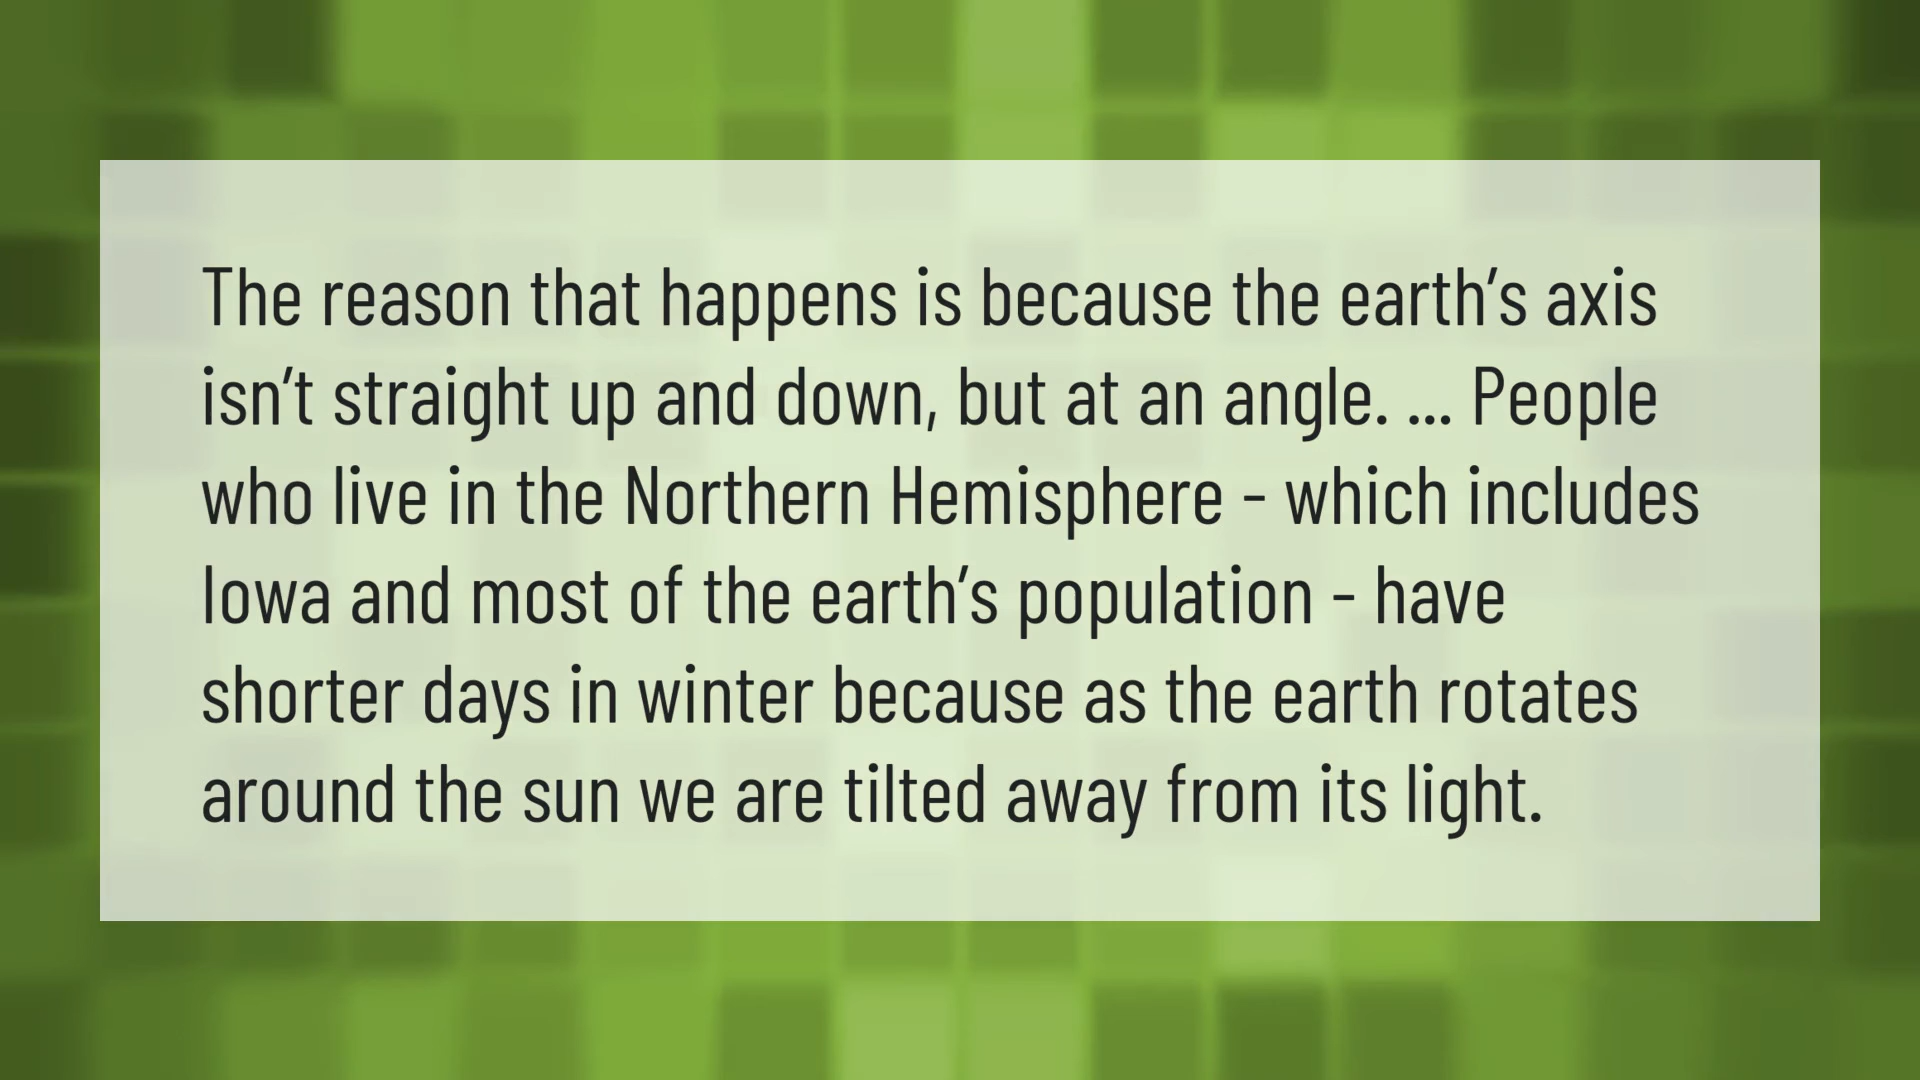 The reason that happens is because the earth’s axis
isn’t straight up and down, but at an angle. ... People
who live in the Northern Hemisphere - which includes
Iowa and most of the earth’s population - have
shorter days in winter because as the earth rotates
around the sun we are tilted away from its light.